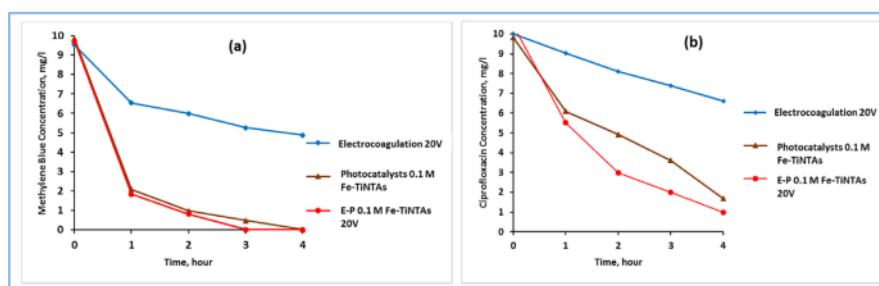 (a)
Methylene Blue Concentration, mg/l
10
9
8
7
6
5
4
3
2
1
0
0 1 2 3 4
Time, hour
Electrocoagulation 20V
Photocatalysts 0.1 M
Fe-TiNTAs
E-P 0.1 M Fe-TiNTAs
20V
(b)
Ciprofloxacin Concentration, mg/l
10
9
8
7
6
5
4
3
2
1
0
0 1 2 3 4
Time, hour
Electrocoagulation 20V
Photocatalysts 0.1 M
Fe-TiNTAs
E-P 0.1 M Fe-TiNTAs
20V